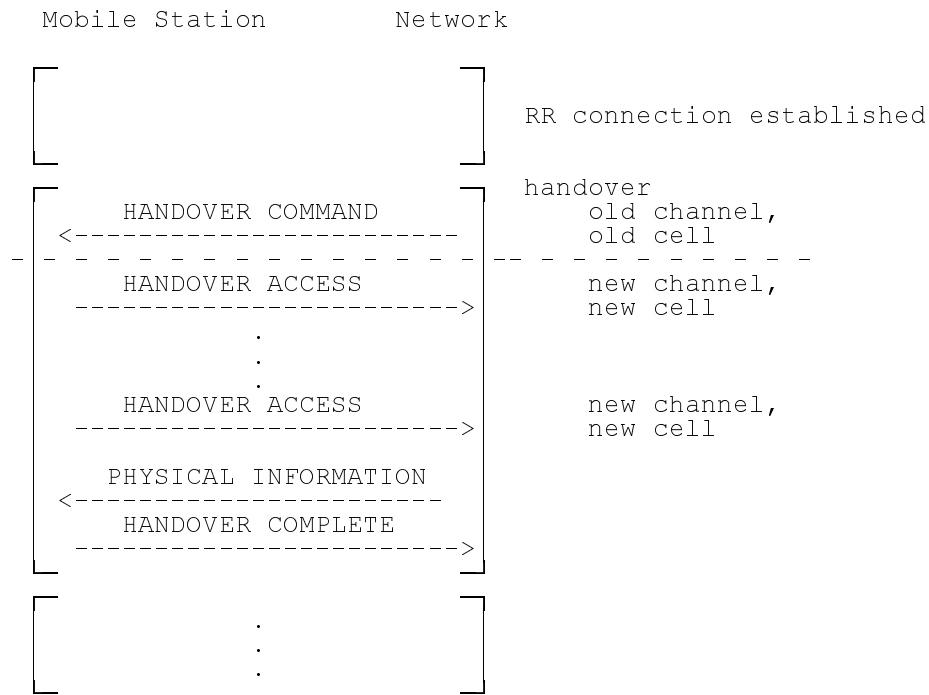 Mobile Station Network
RR connection established
handover
HANDOVER COMMAND old channel,
old cell
HANDOVER ACCESS new channel,
new cell
.
.
.
HANDOVER ACCESS new channel,
new cell
PHYSICAL INFORMATION
HANDOVER COMPLETE
.
.
.